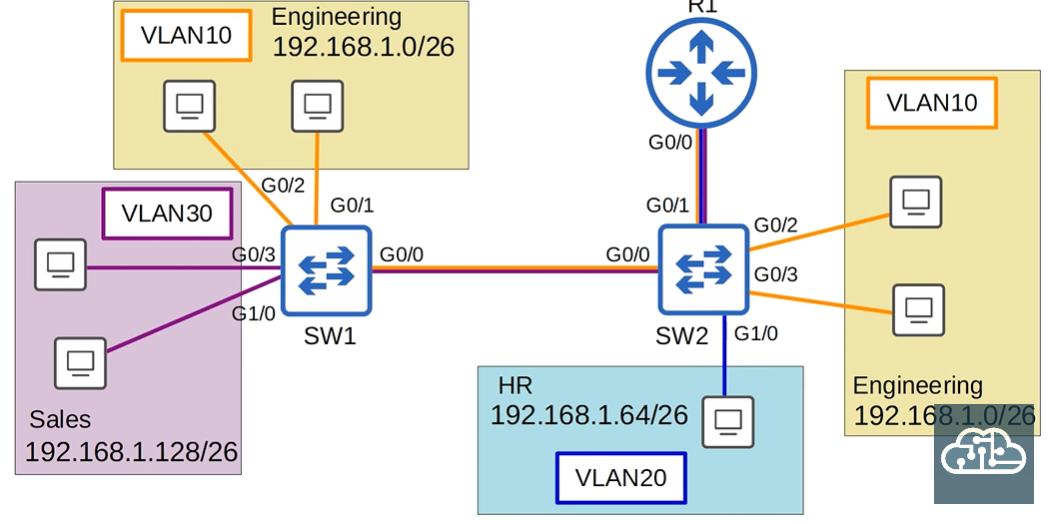 VLAN10
Engineering
192.168.1.0/26
R1
G0/0
VLAN10
G0/2
G0/1
VLAN30
G0/1
G0/2
G0/3
G0/0
G0/0
G0/3
G1/0
SW1
SW2
G1/0
HR
192.168.1.64/26
VLAN20
Engineering
192.168.1.0/26
Sales
192.168.1.128/26